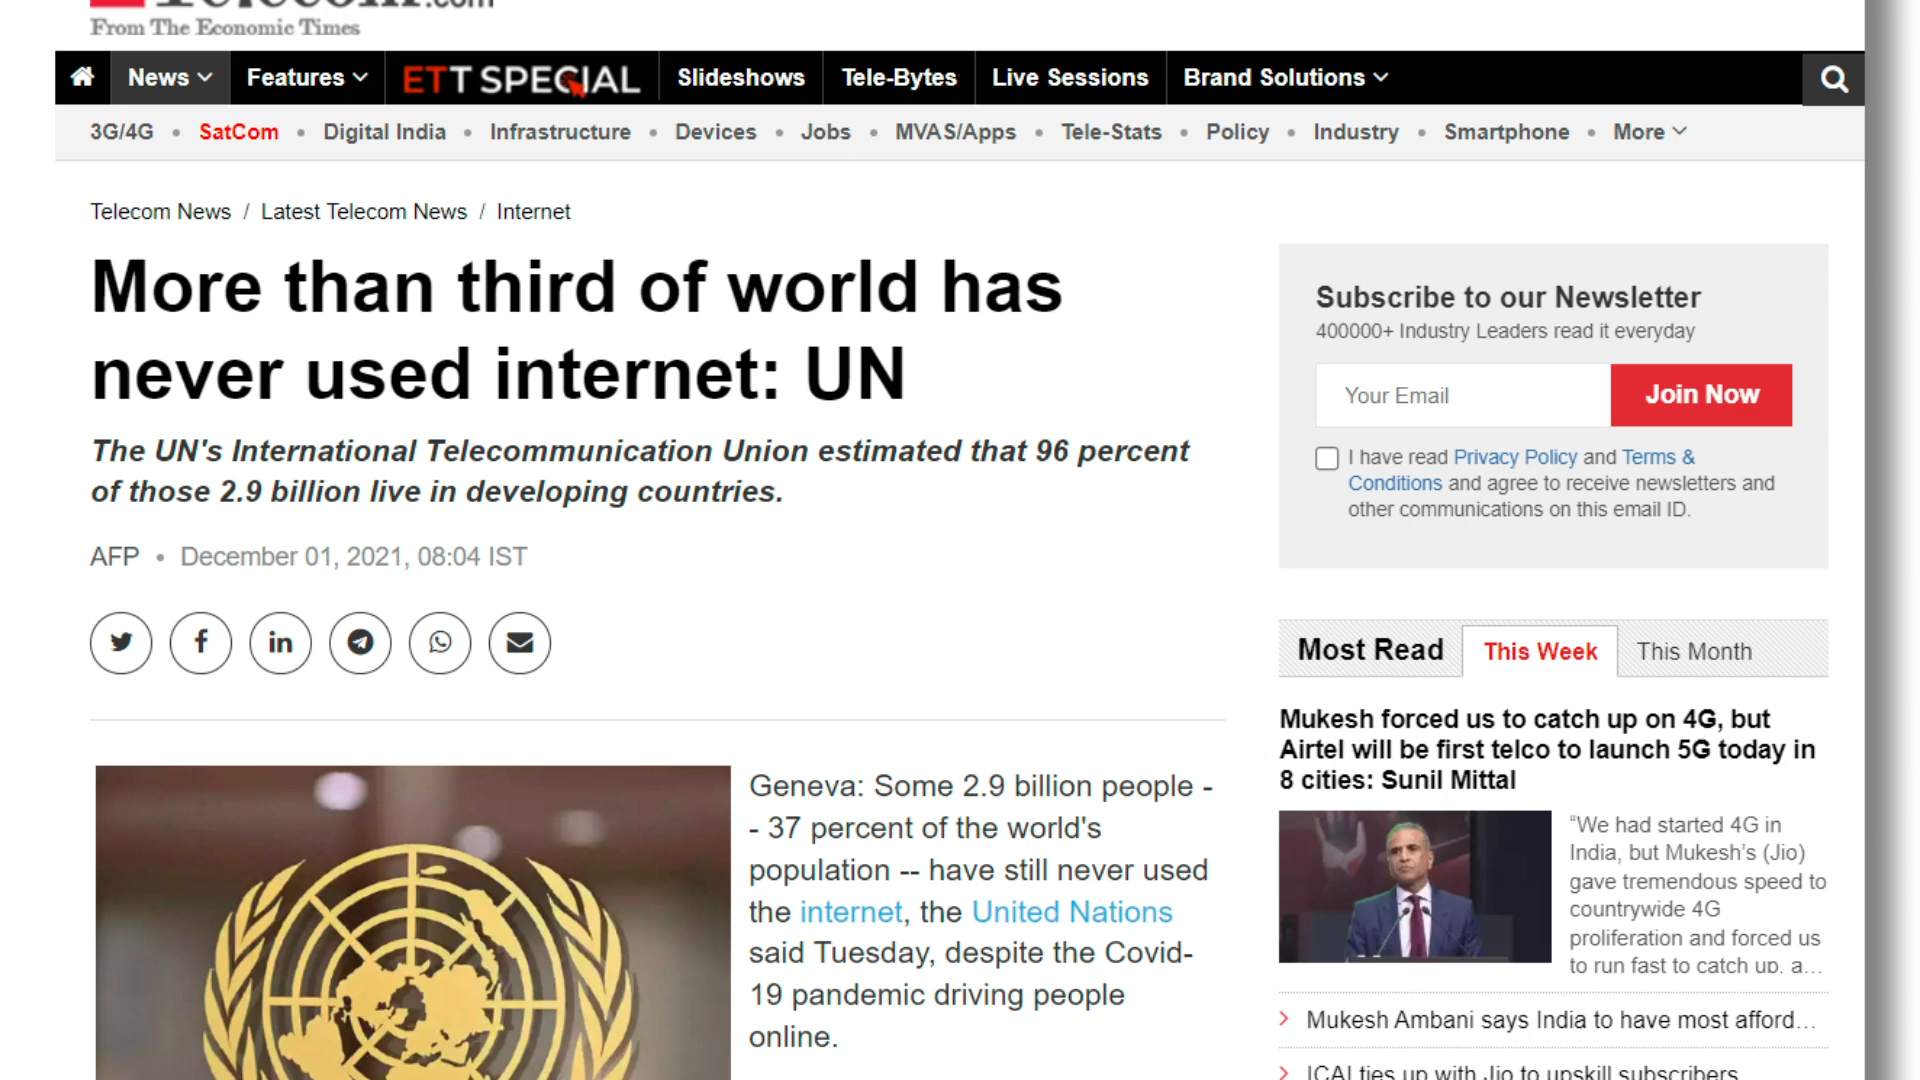 Telecom.com
From The Economic Times
News Features ETT SPECIAL Slideshows Tele-Bytes Live Sessions Brand Solutions
3G/4G • SatCom • Digital India • Infrastructure • Devices • Jobs • MVAS/Apps • Tele-Stats • Policy • Industry • Smartphone • More
Telecom News / Latest Telecom News / Internet
More than third of world has
never used internet: UN
The UN's International Telecommunication Union estimated that 96 percent
of those 2.9 billion live in developing countries.
AFP • December 01, 2021, 08:04 IST
Geneva: Some 2.9 billion people -
- 37 percent of the world's
population -- have still never used
the internet, the United Nations
said Tuesday, despite the Covid-
19 pandemic driving people
online.
Subscribe to our Newsletter
400000+ Industry Leaders read it everyday
Your Email Join Now
I have read Privacy Policy and Terms &
Conditions and agree to receive newsletters and
other communications on this email ID.
Most Read This Week This Month
Mukesh forced us to catch up on 4G, but
Airtel will be first telco to launch 5G today in
8 cities: Sunil Mittal
“We had started 4G in
India, but Mukesh’s (Jio)
gave tremendous speed to
countrywide 4G
proliferation and forced us
to run fast to catch up. a...
Mukesh Ambani says India to have most afford...
ICAI ties up with Jio to upskill subscribers